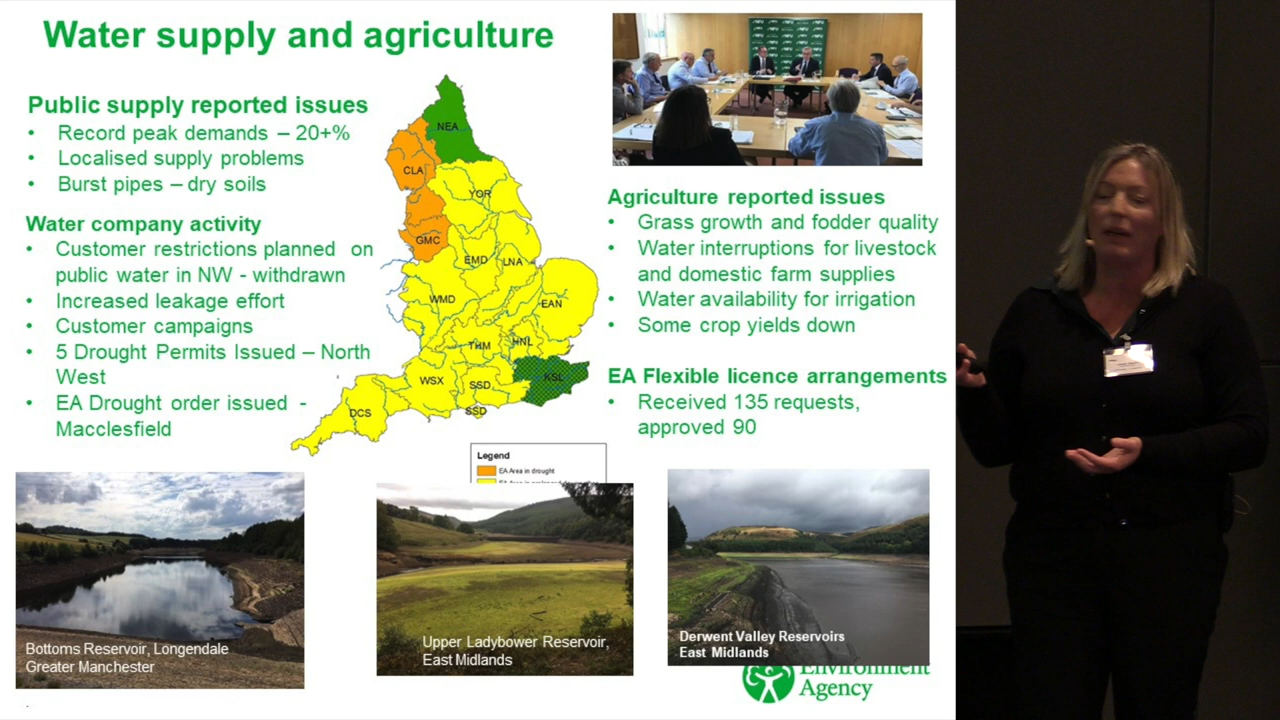 Water supply and agriculture
Public supply reported issues
• Record peak demands – 20+%
• Localised supply problems
• Burst pipes – dry soils
Water company activity
• Customer restrictions planned on
public water in NW - withdrawn
• Increased leakage effort
• Customer campaigns
• 5 Drought Permits Issued – North
West
• EA Drought order issued -
Macclesfield
NEA
CLA
YOR
GMC
EMD
LNA
WMD
EAN
THM
HNL
WSX
SSD
KSL
DCS
SSD
Legend
EA Area in drought
Agriculture reported issues
• Grass growth and fodder quality
• Water interruptions for livestock
and domestic farm supplies
• Water availability for irrigation
• Some crop yields down
EA Flexible licence arrangements
• Received 135 requests,
approved 90
Bottoms Reservoir, Longendale
Greater Manchester
Upper Ladybower Reservoir,
East Midlands
Derwent Valley Reservoirs
East Midlands
Environment
Agency